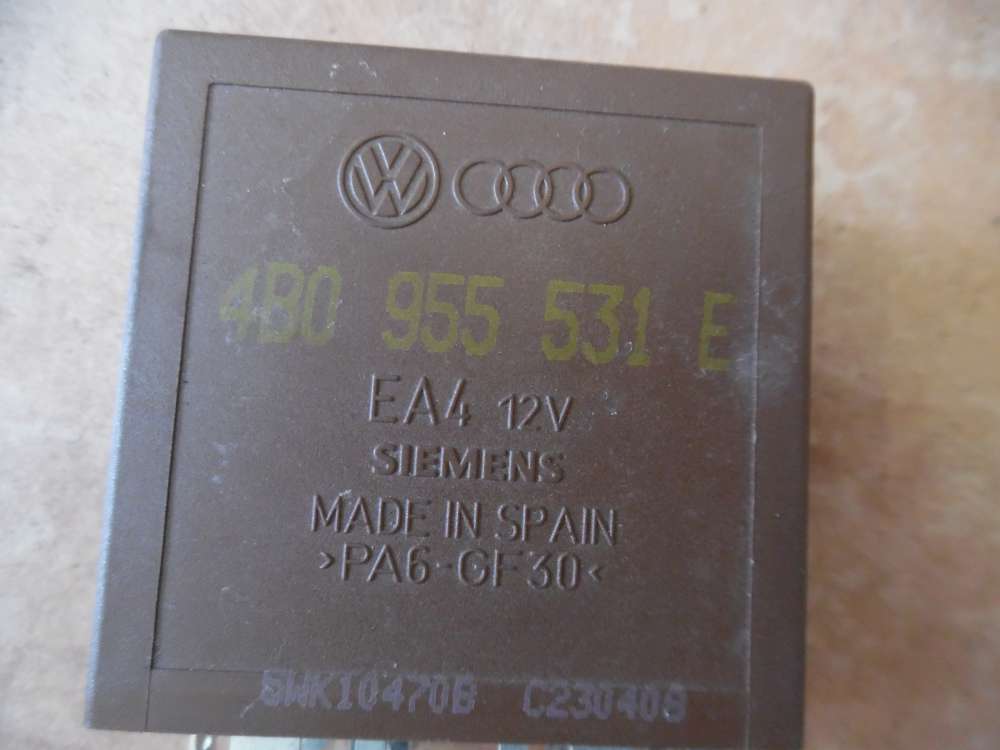 4B0 955 531 E
EA4 12V
SIEMENS
MADE IN SPAIN
>PA6-GF30<
5WK10470B C230408